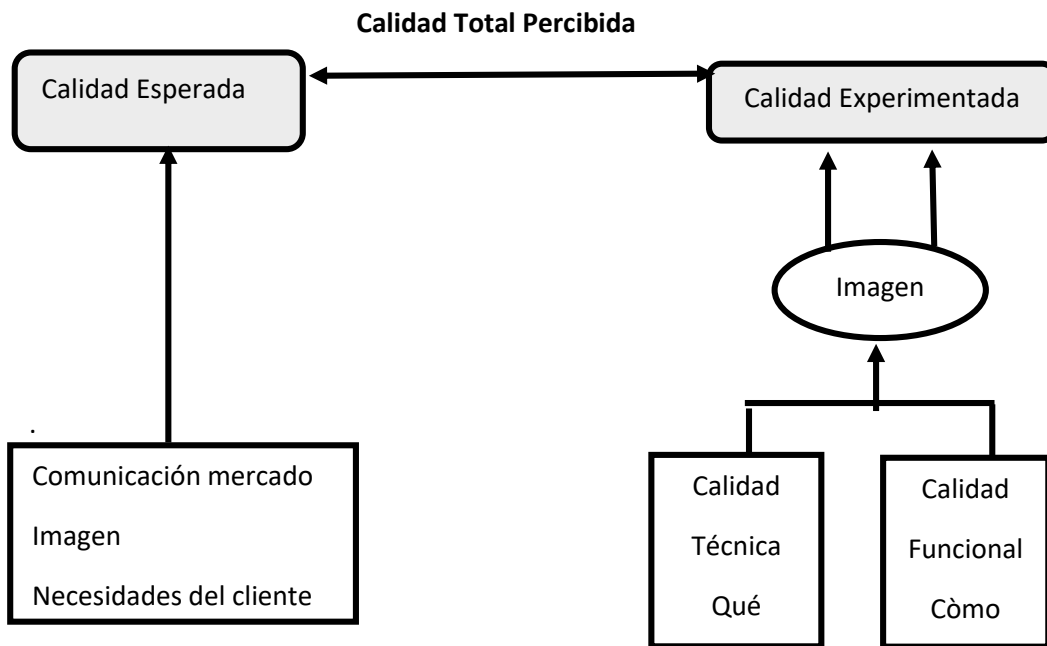 Calidad Total Percibida
Calidad Esperada
Calidad Experimentada
Imagen
.
Comunicación mercado
Imagen
Necesidades del cliente
Calidad
Técnica
Qué
Calidad
Funcional
Còmo